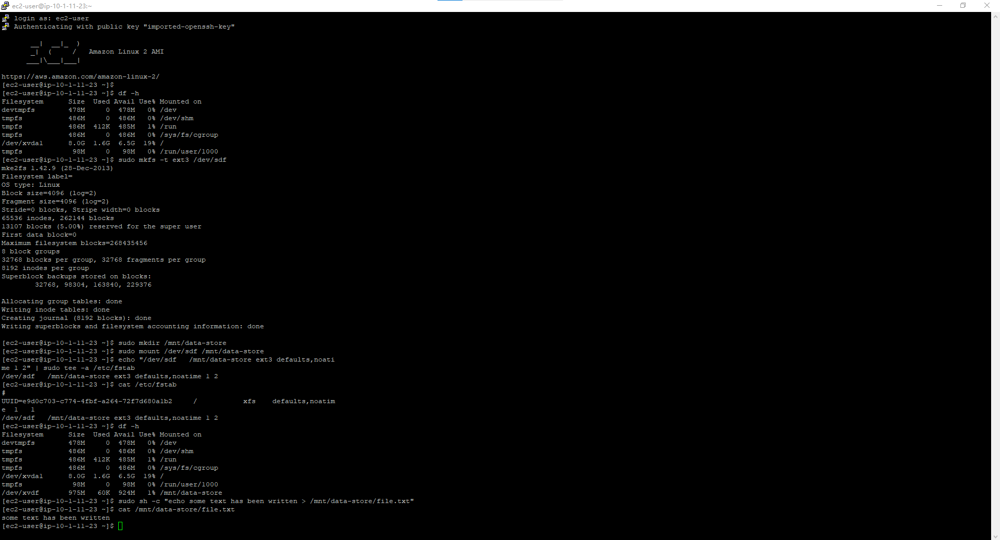 ec2-user@ip-10-1-11-23:~
login as: ec2-user
Authenticating with public key "imported-openssh-key"
       __|  __|_  )
       _|  (     /   Amazon Linux 2 AMI
      ___|\___|___|
https://aws.amazon.com/amazon-linux-2/
[ec2-user@ip-10-1-11-23 ~]$
[ec2-user@ip-10-1-11-23 ~]$ df -h
Filesystem      Size  Used Avail Use% Mounted on
devtmpfs        478M     0  478M   0% /dev
tmpfs           486M     0  486M   0% /dev/shm
tmpfs           486M  412K  485M   1% /run
tmpfs           486M     0  486M   0% /sys/fs/cgroup
/dev/xvda1      8.0G  1.6G  6.5G  19% /
tmpfs            98M     0   98M   0% /run/user/1000
[ec2-user@ip-10-1-11-23 ~]$ sudo mkfs -t ext3 /dev/sdf
mke2fs 1.42.9 (28-Dec-2013)
Filesystem label=
OS type: Linux
Block size=4096 (log=2)
Fragment size=4096 (log=2)
Stride=0 blocks, Stripe width=0 blocks
65536 inodes, 262144 blocks
13107 blocks (5.00%) reserved for the super user
First data block=0
Maximum filesystem blocks=268435456
8 block groups
32768 blocks per group, 32768 fragments per group
8192 inodes per group
Superblock backups stored on blocks:
        32768, 98304, 163840, 229376
Allocating group tables: done
Writing inode tables: done
Creating journal (8192 blocks): done
Writing superblocks and filesystem accounting information: done
[ec2-user@ip-10-1-11-23 ~]$ sudo mkdir /mnt/data-store
[ec2-user@ip-10-1-11-23 ~]$ sudo mount /dev/sdf /mnt/data-store
[ec2-user@ip-10-1-11-23 ~]$ echo "/dev/sdf   /mnt/data-store ext3 defaults,noati
me 1 2" | sudo tee -a /etc/fstab
/dev/sdf   /mnt/data-store ext3 defaults,noatime 1 2
[ec2-user@ip-10-1-11-23 ~]$ cat /etc/fstab
#
UUID=e9d0c703-c774-4fbf-a264-72f7d680a1b2     /           xfs    defaults,noatim
e  1   1
/dev/sdf   /mnt/data-store ext3 defaults,noatime 1 2
[ec2-user@ip-10-1-11-23 ~]$ df -h
Filesystem      Size  Used Avail Use% Mounted on
devtmpfs        478M     0  478M   0% /dev
tmpfs           486M     0  486M   0% /dev/shm
tmpfs           486M  412K  485M   1% /run
tmpfs           486M     0  486M   0% /sys/fs/cgroup
/dev/xvda1      8.0G  1.6G  6.5G  19% /
tmpfs            98M     0   98M   0% /run/user/1000
/dev/xvdf       975M   60K  924M   1% /mnt/data-store
[ec2-user@ip-10-1-11-23 ~]$ sudo sh -c "echo some text has been written > /mnt/data-store/file.txt"
[ec2-user@ip-10-1-11-23 ~]$ cat /mnt/data-store/file.txt
some text has been written
[ec2-user@ip-10-1-11-23 ~]$